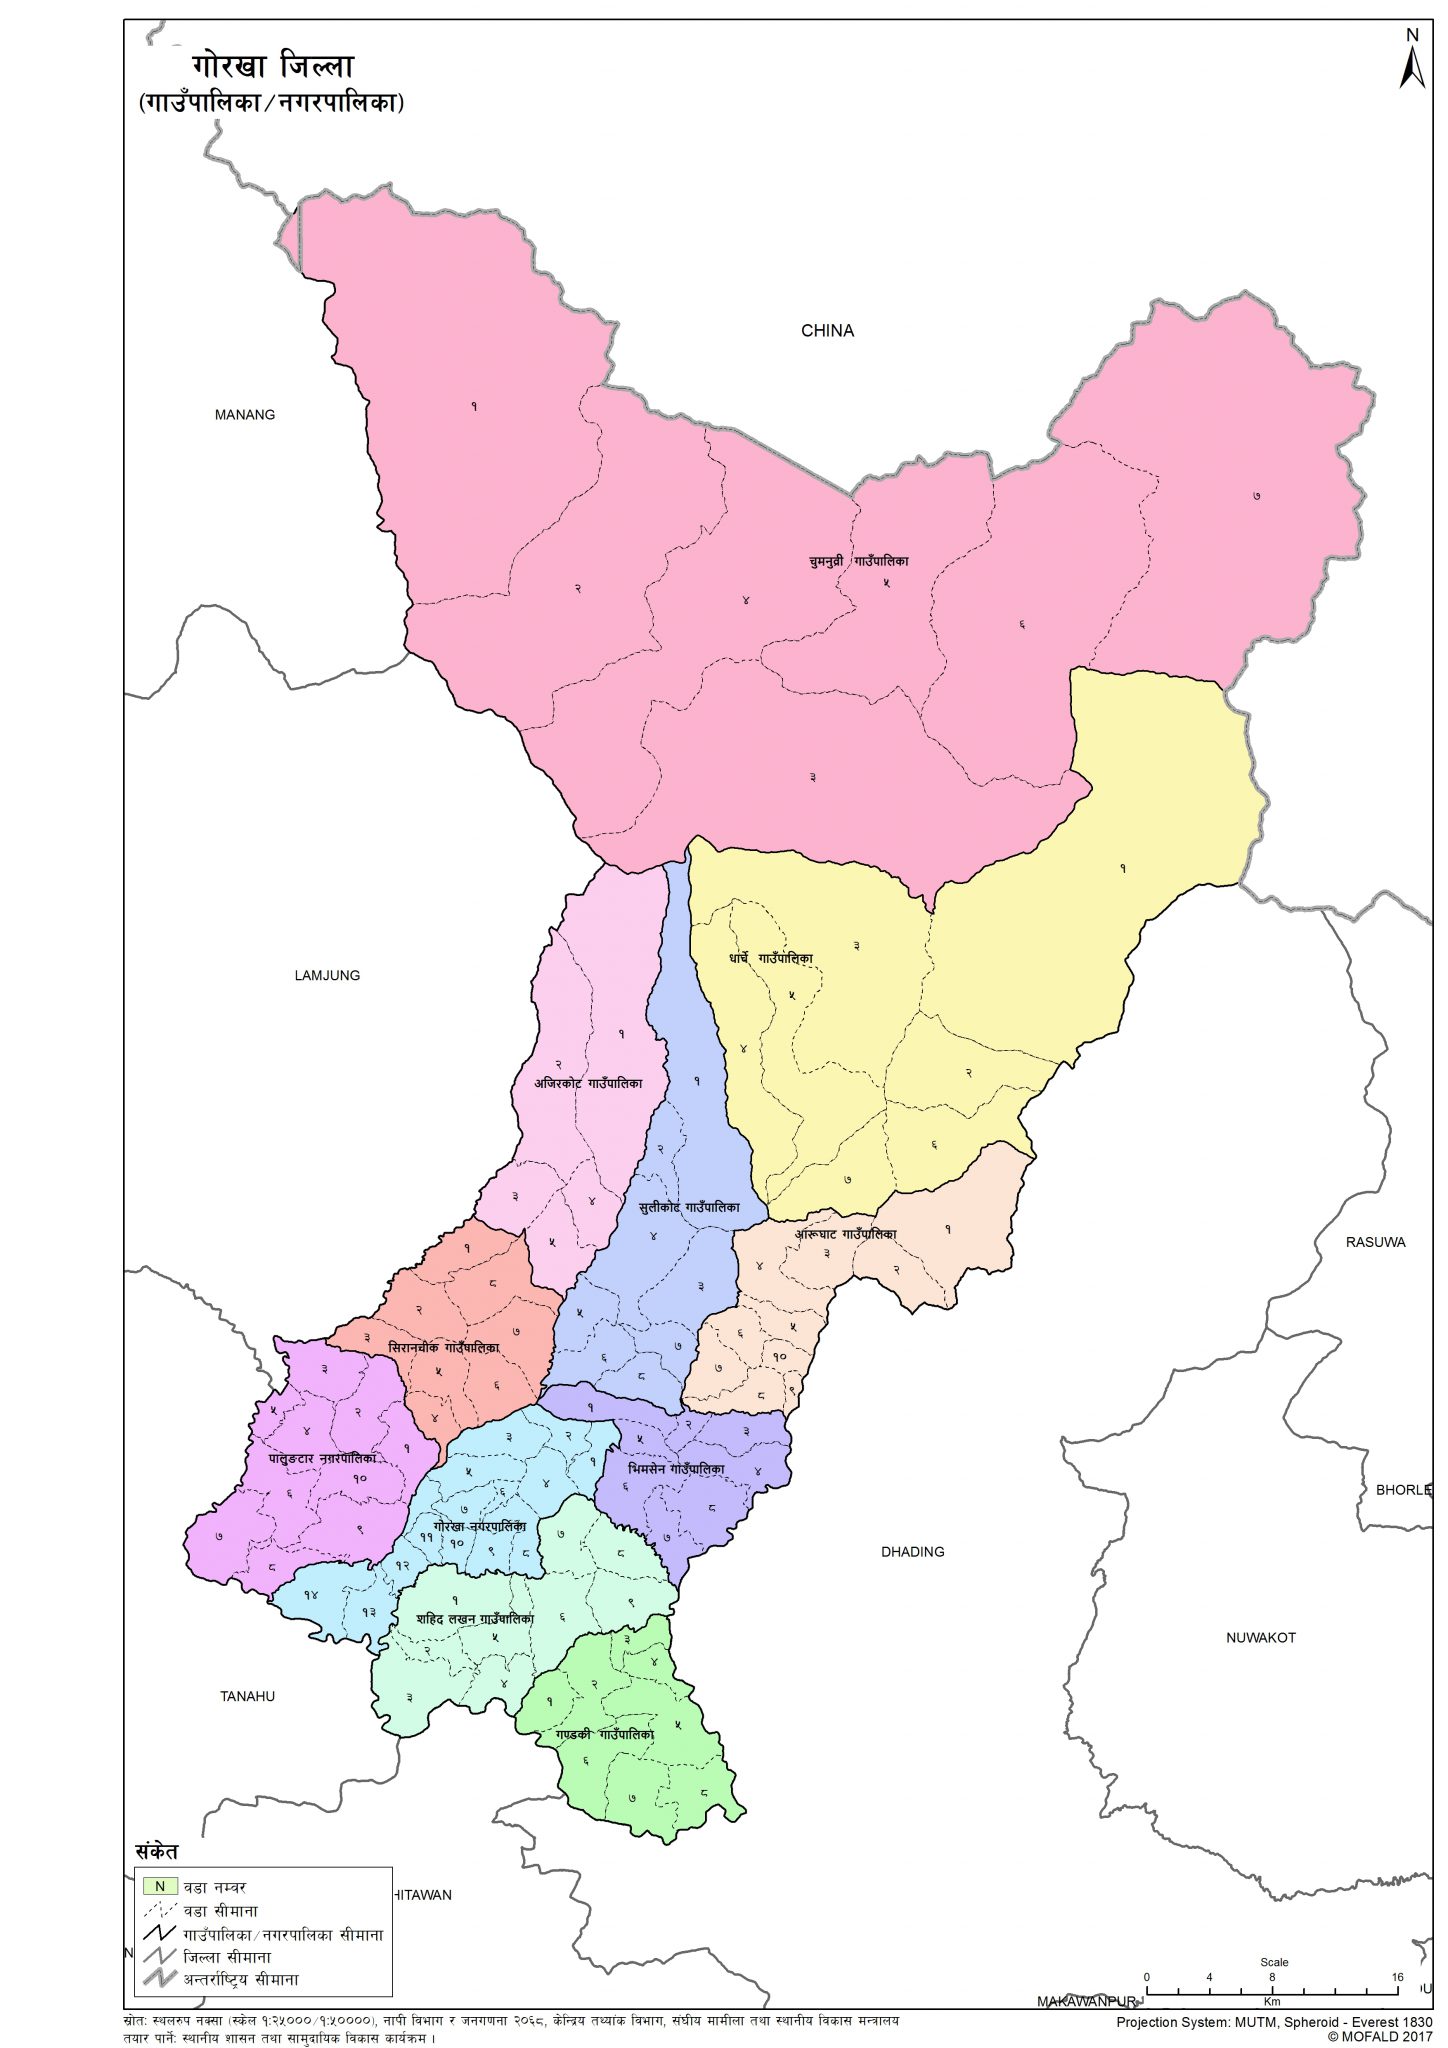 गोरखा जिल्ला
(गाउँपालिका/नगरपालिका)
N
CHINA
MANANG
१
७
चुमनुव्री गाउँपालिका
२
४
५
६
३
१
३
धार्चे गाउँपालिका
५
LAMJUNG
४
२
६
७
१
२
अजिरकोट गाउँपालिका
३
४
५
१
२
सुलीकोट गाउँपालिका
४
३
५
६
७
८
१
आरूघाट गाउँपालिका
३
२
४
५
६
१०
७
८
९
RASUWA
१
८
२
७
३
सिरानचोक गाउँपालिका
५
६
४
३
५
२
४
१
पालुङटार नगरपालिका
१०
६
७
९
८
१
२
३
५
४
भिमसेन गाउँपालिका
६
८
७
३
२
१
५
४
६
७
गोरखा नगरपालिका
११
१०
९
८
१२
१४
१३
BHORLE
DHADING
७
८
१
९
शहिद लखन गाउँपालिका
६
५
२
४
३
NUWAKOT
TANAHU
३
४
२
१
५
गण्डकी गाउँपालिका
६
७
८
संकेत
N वडा नम्वर
वडा सीमाना
गाउँपालिका/नगरपालिका सीमाना
जिल्ला सीमाना
अन्तर्राष्ट्रिय सीमाना
HITAWAN
N
Scale
0 4 8 16
Km
MAKAWANPUR
U
स्रोत: स्थलरुप नक्सा (स्केल १:२५०००/१:५००००), नापी विभाग र जनगणना २०६८, केन्द्रिय तथ्यांक विभाग, संघीय मामीला तथा स्थानीय विकास मन्त्रालय
तयार पार्ने: स्थानीय शासन तथा सामुदायिक विकास कार्यक्रम ।
Projection System: MUTM, Spheroid - Everest 1830
© MOFALD 2017